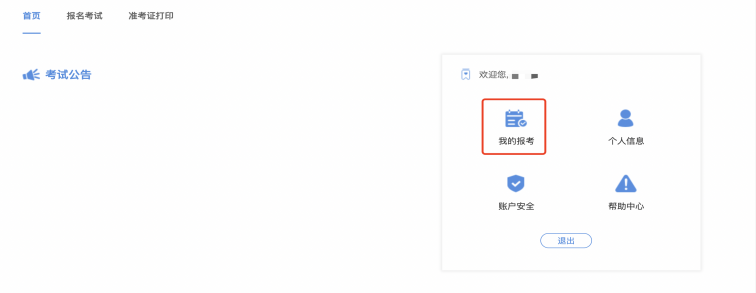 首页 报名考试 准考证打印
考试公告
欢迎您,
我的报考 个人信息
账户安全 帮助中心
退出